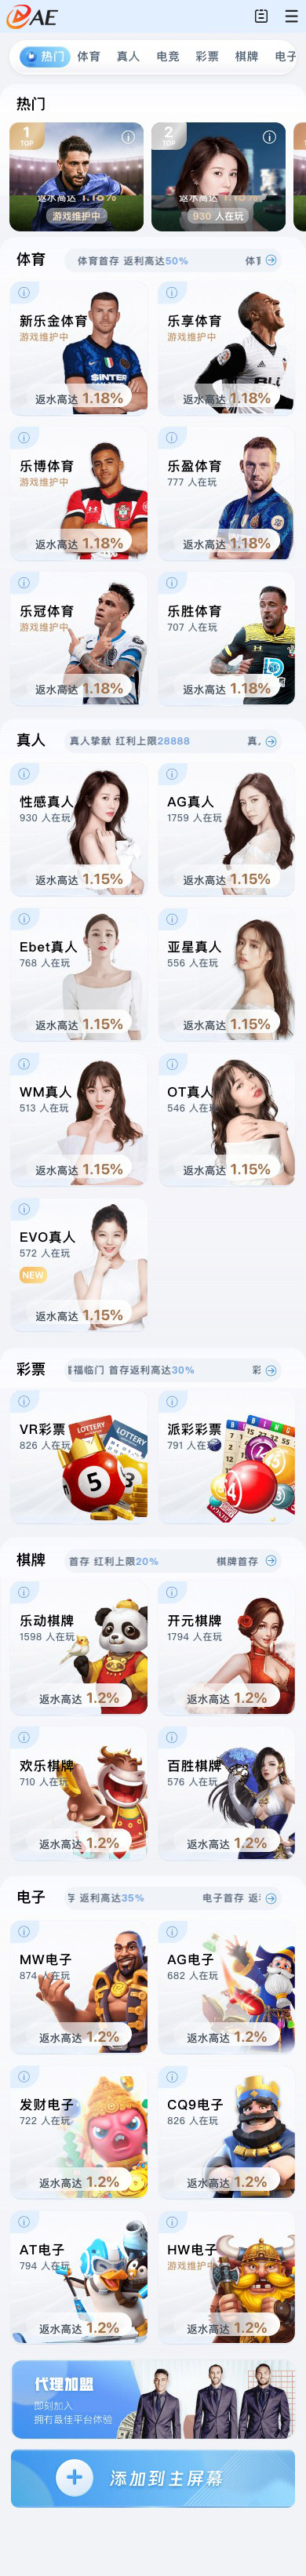 AE
热门 体育 真人 电竞 彩票 棋牌 电子
热门
1 TOP
返水高达 1.18%
游戏维护中
2 TOP
返水高达 1.15%
930 人在玩
体育
体育首存 返利高达50%
新乐金体育
游戏维护中
返水高达 1.18%
乐享体育
游戏维护中
返水高达 1.18%
乐博体育
游戏维护中
返水高达 1.18%
乐盈体育
777 人在玩
返水高达 1.18%
乐冠体育
游戏维护中
返水高达 1.18%
乐胜体育
707 人在玩
返水高达 1.18%
真人
真人挚献 红利上限28888
真人
性感真人
930 人在玩
返水高达 1.15%
AG真人
1759 人在玩
返水高达 1.15%
Ebet真人
768 人在玩
返水高达 1.15%
亚星真人
556 人在玩
返水高达 1.15%
WM真人
513 人在玩
返水高达 1.15%
OT真人
546 人在玩
返水高达 1.15%
EVO真人
572 人在玩
NEW
返水高达 1.15%
彩票
福临门 首存返利高达30%
彩
VR彩票
826 人在玩
LOTTERY
LOTTERY
5
3
派彩彩票
791 人在玩
BINGO
棋牌
首存 红利上限20%
棋牌首存
乐动棋牌
1598 人在玩
返水高达 1.2%
开元棋牌
1794 人在玩
返水高达 1.2%
欢乐棋牌
710 人在玩
返水高达 1.2%
百胜棋牌
576 人在玩
返水高达 1.2%
电子
存 返利高达35%
电子首存 返
MW电子
874 人在玩
返水高达 1.2%
AG电子
682 人在玩
返水高达 1.2%
发财电子
722 人在玩
返水高达 1.2%
CQ9电子
826 人在玩
返水高达 1.2%
AT电子
794 人在玩
返水高达 1.2%
HW电子
游戏维护中
返水高达 1.2%
代理加盟
即刻加入
拥有最佳平台体验
添加到主屏幕